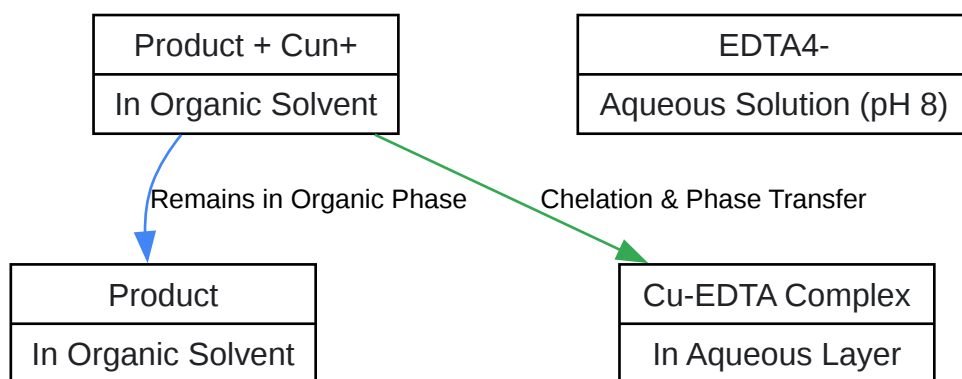 Product + Cun+
In Organic Solvent
EDTA4-
Aqueous Solution (pH 8)
Remains in Organic Phase
Chelation & Phase Transfer
Product
In Organic Solvent
Cu-EDTA Complex
In Aqueous Layer